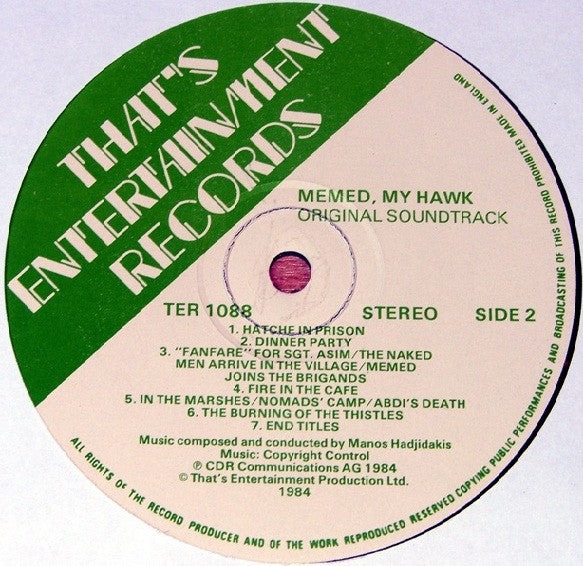 THAT'S
ENTERTAINMENT
RECORDS
MEMED, MY HAWK
ORIGINAL SOUNDTRACK
TER 1088 STEREO SIDE 2
1. HATCHE IN PRISON
2. DINNER PARTY
3. "FANFARE" FOR SGT. ASIM/THE NAKED
MEN ARRIVE IN THE VILLAGE/MEMED
JOINS THE BRIGANDS
4. FIRE IN THE CAFE
5. IN THE MARSHES/NOMADS' CAMP/ABDI'S DEATH
6. THE BURNING OF THE THISTLES
7. END TITLES
Music composed and conducted by Manos Hadjidakis
Music: Copyright Control
℗ CDR Communications AG 1984
© That's Entertainment Production Ltd.
1984
ALL RIGHTS OF THE RECORD PRODUCER AND OF THE WORK REPRODUCED RESERVED COPYING PUBLIC PERFORMANCES AND BROADCASTING OF THIS RECORD PROHIBITED MADE IN ENGLAND